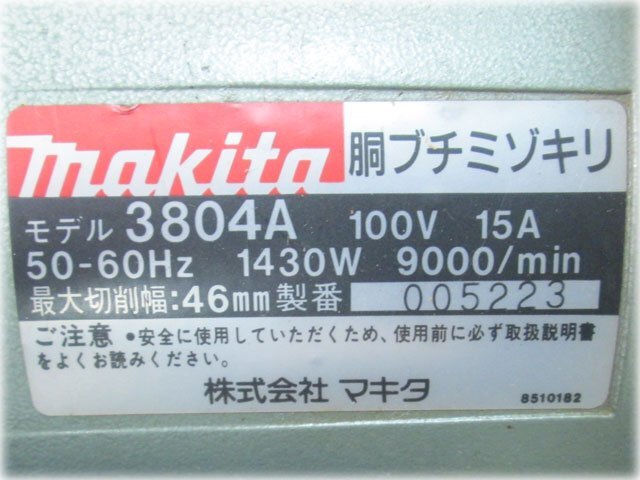 makita 胴ブチミゾキリ
モデル 3804A 100V 15A
50-60Hz 1430W 9000/min
最大切削幅:46mm 製番 005223
ご注意 ●安全に使用していただくため、使用前に必ず取扱説明書
をよくお読みください。
株式会社 マキタ 8510182